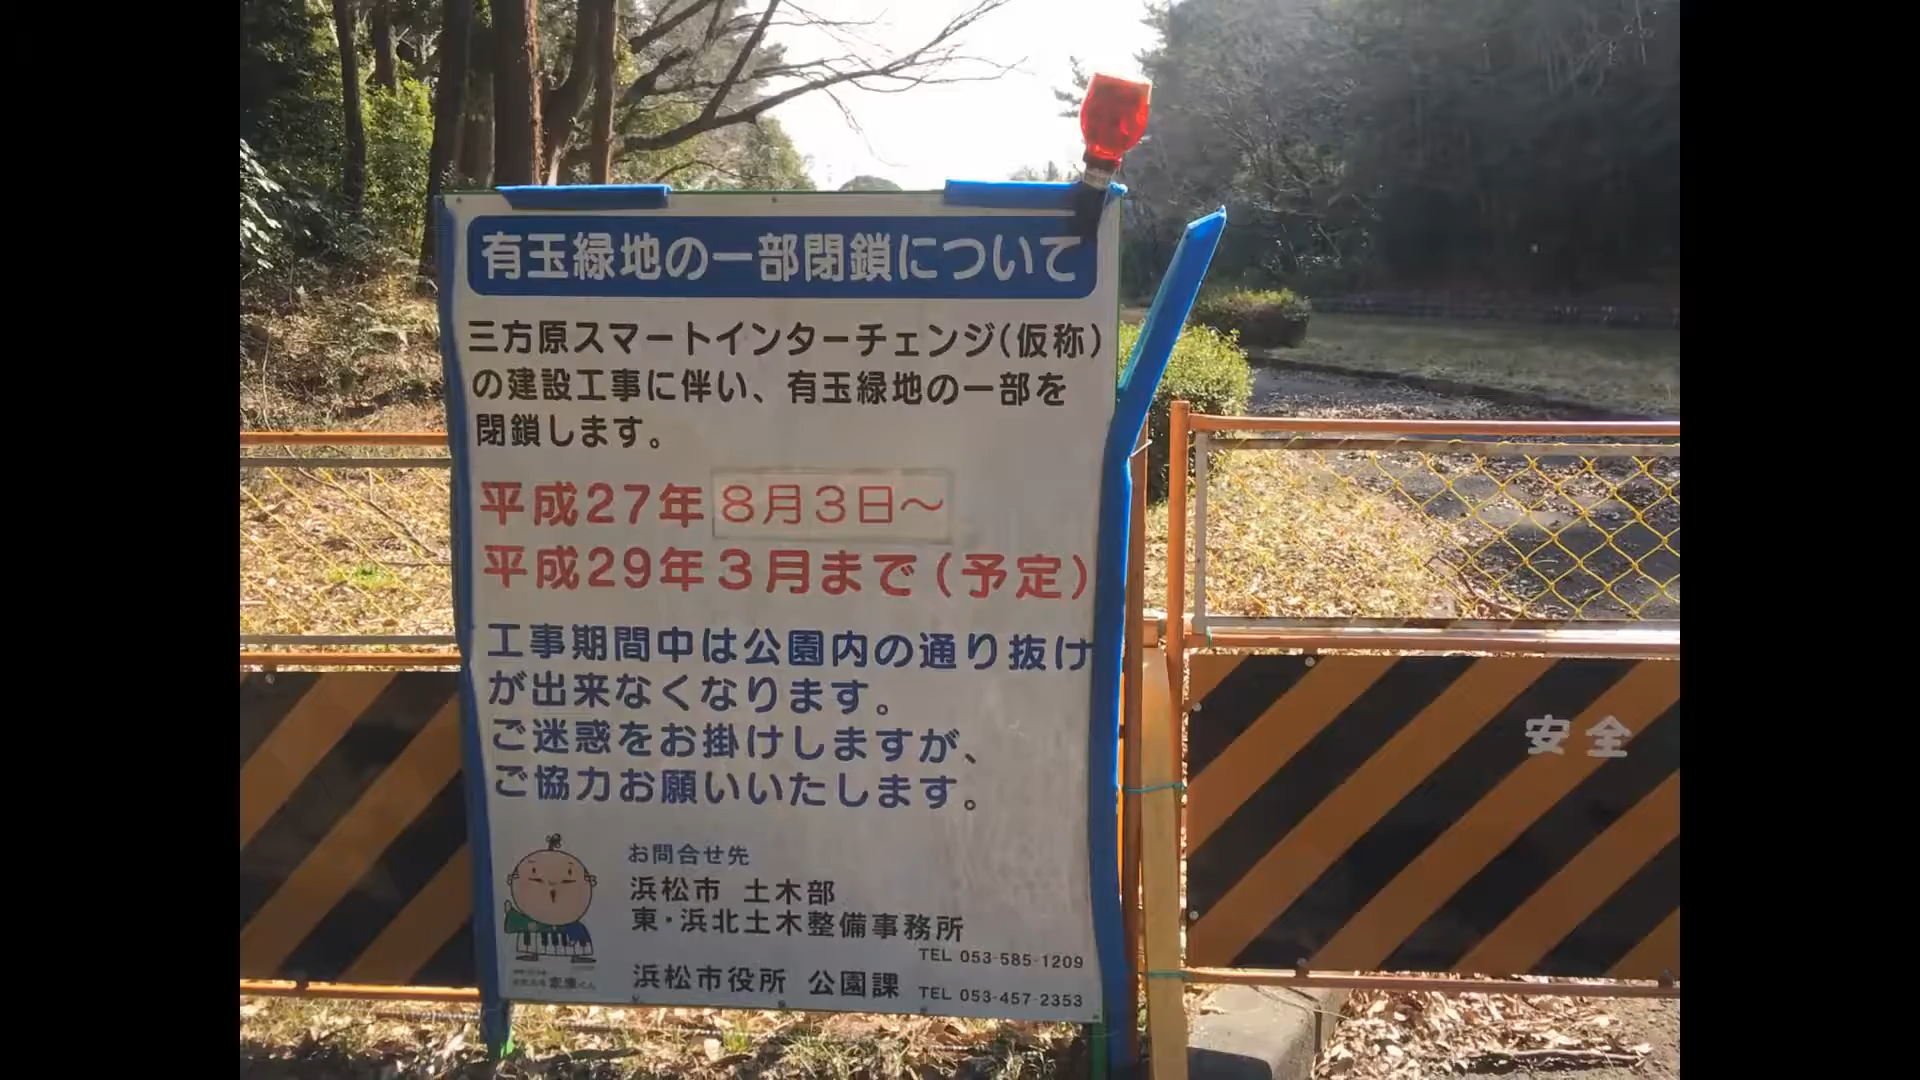 有玉緑地の一部閉鎖について
三方原スマートインターチェンジ(仮称)
の建設工事に伴い、有玉緑地の一部を
閉鎖します。
平成27年8月3日~
平成29年3月まで(予定)
工事期間中は公園内の通り抜け
が出来なくなります。
ご迷惑をお掛けしますが、
ご協力お願いいたします。
お問合せ先
浜松市 土木部
東・浜北土木整備事務所
TEL 053-585-1209
浜松市役所 公園課 TEL 053-457-2353
安全